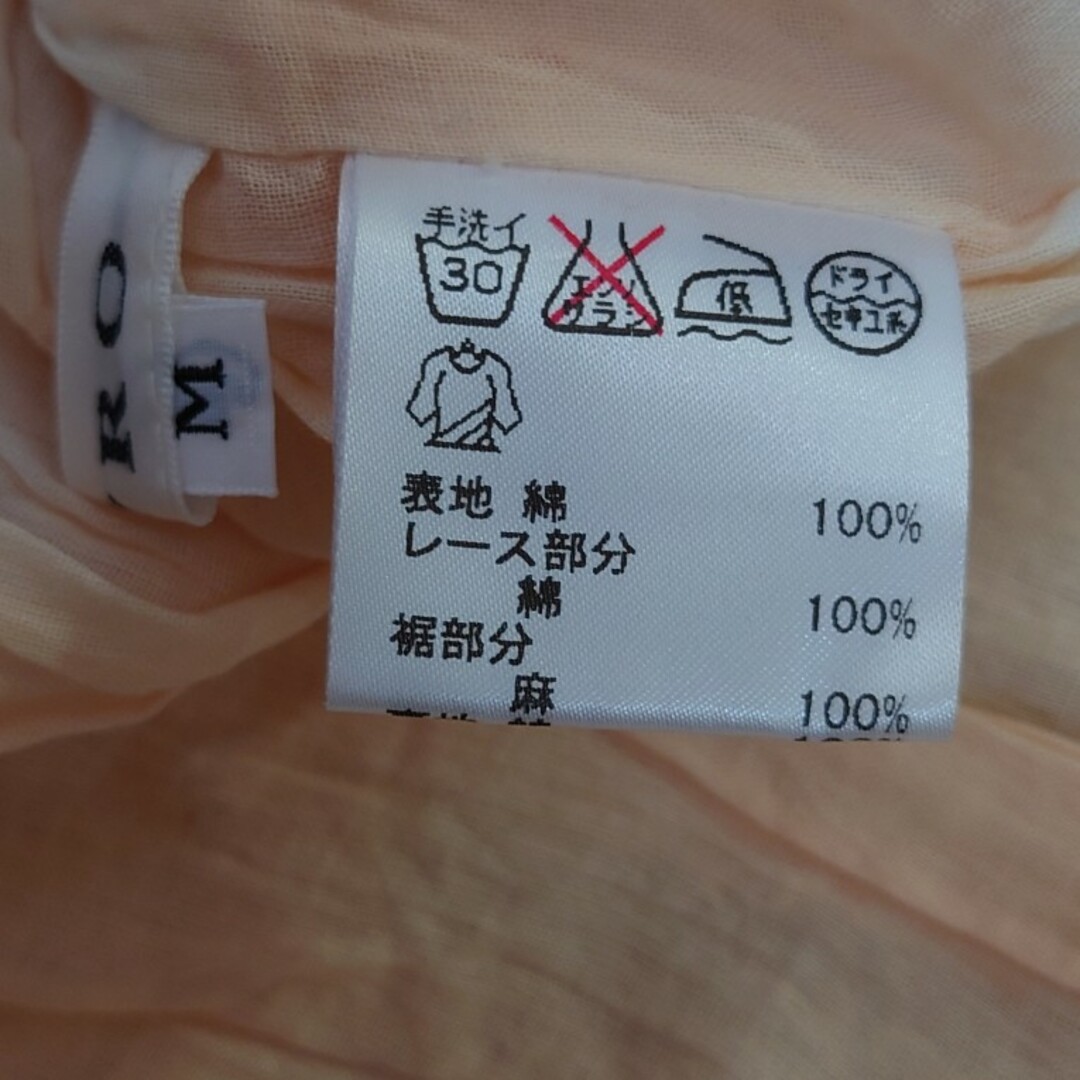 RO
M
手洗イ
30
エンソ
サラシ
低
ドライ
セキユ系
表地 綿 100%
レース部分
綿 100%
裾部分
麻 100%